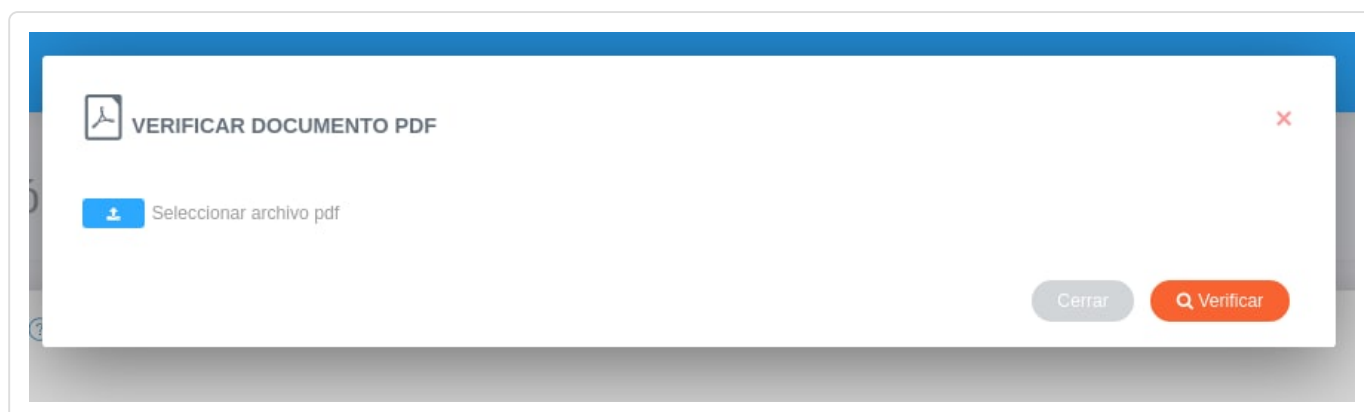 VERIFICAR DOCUMENTO PDF
×
ó
Seleccionar archivo pdf
Cerrar
Verificar
?